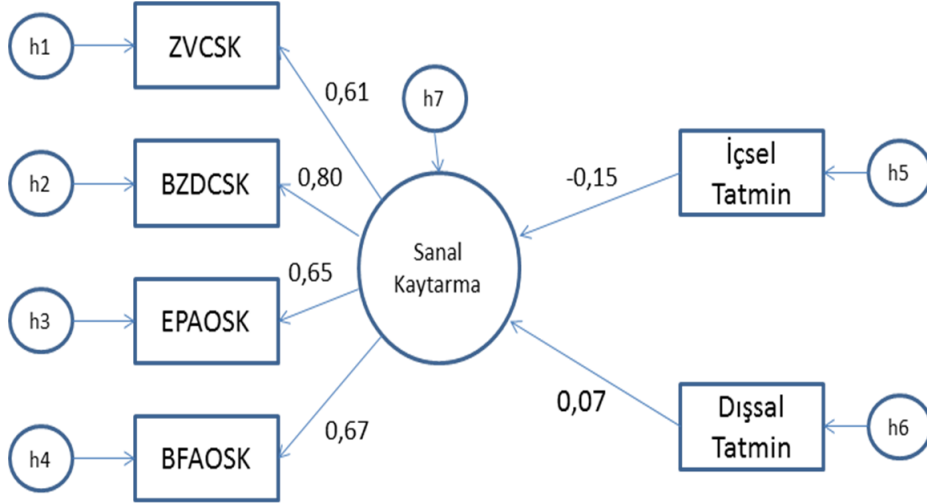 h1
ZVCSK
0,61
h7
h2
BZDCSK
0,80
-0,15
İçsel
Tatmin
h5
Sanal
Kaytarma
h3
EPAOSK
0,65
h4
BFAOSK
0,67
0,07
Dışsal
Tatmin
h6